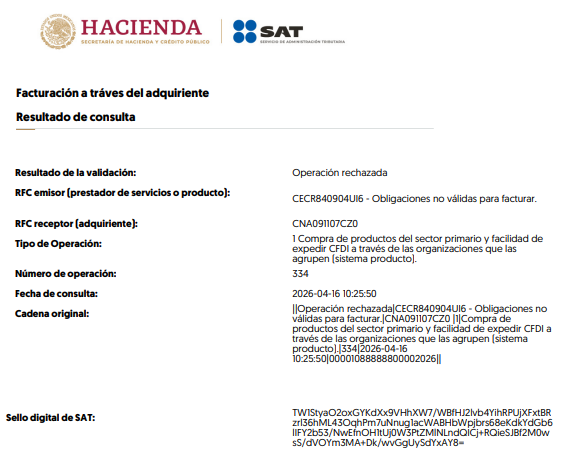 HACIENDA
SECRETARÍA DE HACIENDA Y CRÉDITO PÚBLICO
SAT
SERVICIO DE ADMINISTRACIÓN TRIBUTARIA
Facturación a tráves del adquiriente
Resultado de consulta
Resultado de la validación: Operación rechazada
RFC emisor (prestador de servicios o producto): CECR840904UI6 - Obligaciones no válidas para facturar.
RFC receptor (adquiriente): CNA091107CZ0
Tipo de Operación: 1 Compra de productos del sector primario y facilidad de
expedir CFDI a través de las organizaciones que las
agrupen (sistema producto).
Número de operación: 334
Fecha de consulta: 2026-04-16 10:25:50
Cadena original: ||Operación rechazada|CECR840904UI6 - Obligaciones no
válidas para facturar.|CNA091107CZ0 |1|Compra de
productos del sector primario y facilidad de expedir CFDI a
través de las organizaciones que las agrupen (sistema
producto).|334|2026-04-16
10:25:50|00001088888800002026||
Sello digital de SAT: TW1StyaO2oxGYKdXx9VHhXW7/WBfHJ2lvb4YihRPUjXFxtBR
zrl36hML43OqhPm7uNnug1acWABHbWpjbrs68eKdkYdGb6
IIFY2b53/NwEfnOH1tUj0W3PtZMINLndQICj+RQieSJBf2M0w
sS/dVOYm3MA+Dk/wvGgUySdYxAY8=